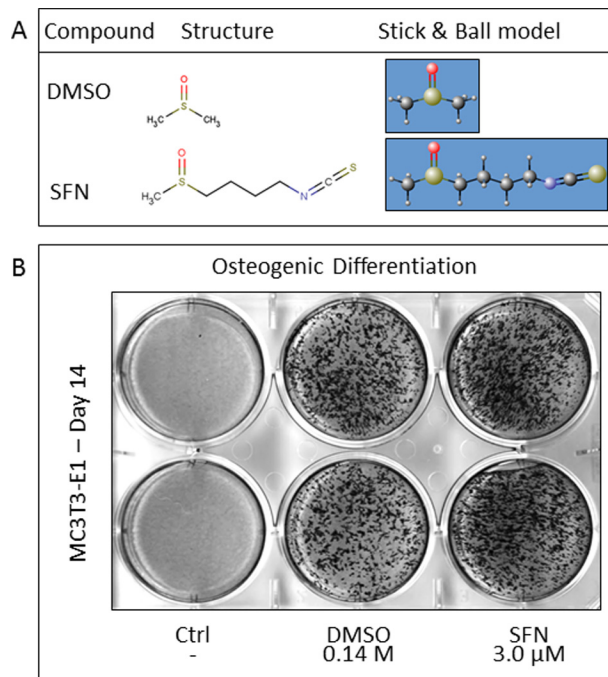 A
Compound Structure Stick & Ball model
DMSO
O
S
H₃C CH₃
SFN
O
S
H₃C
N
C
S
B
Osteogenic Differentiation
MC3T3-E1 – Day 14
Ctrl DMSO SFN
- 0.14 M 3.0 µM